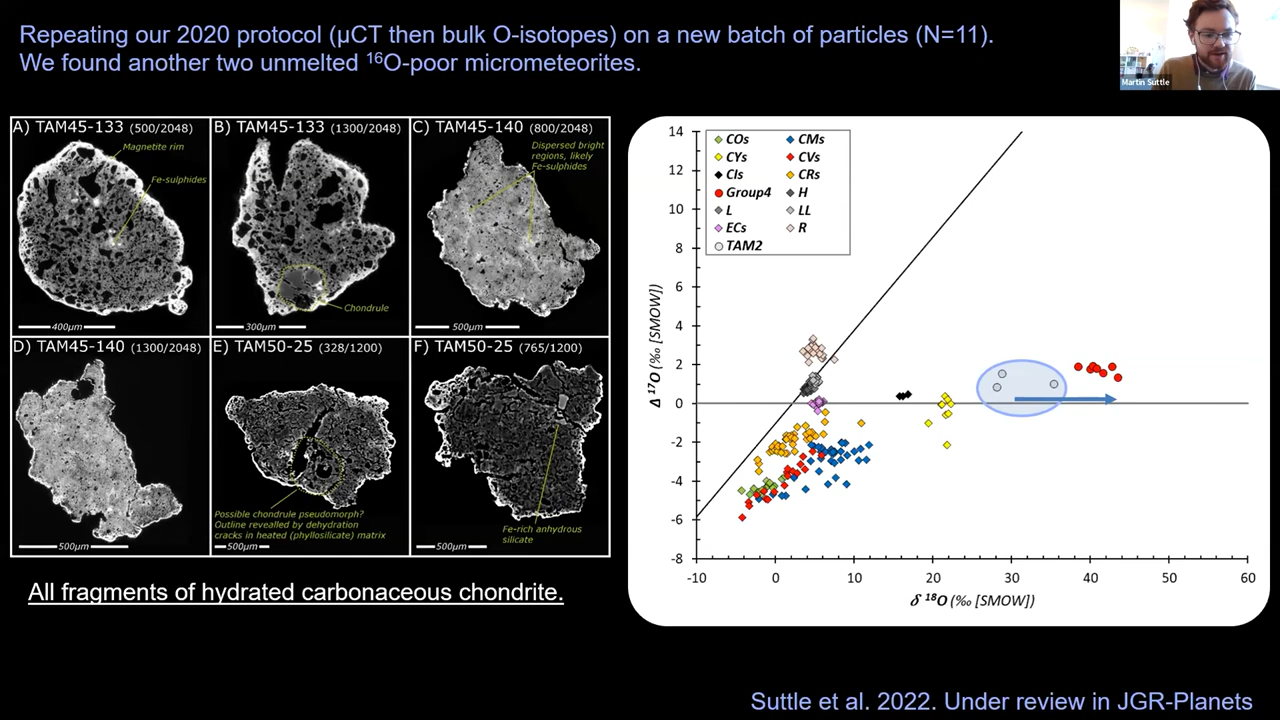 Repeating our 2020 protocol (μCT then bulk O-isotopes) on a new batch of particles (N=11).
We found another two unmelted ¹⁶O-poor micrometeorites.
Martin Suttle
A) TAM45-133 (500/2048)
Magnetite rim
Fe-sulphides
400μm
B) TAM45-133 (1300/2048)
Chondrule
300μm
C) TAM45-140 (800/2048)
Dispersed bright
regions, likely
Fe-sulphides
500μm
D) TAM45-140 (1300/2048)
500μm
E) TAM50-25 (328/1200)
Possible chondrule pseudomorph?
Outline revealled by dehydration
cracks in heated (phyllosilicate) matrix
500μm
F) TAM50-25 (765/1200)
Fe-rich anhydrous
silicate
500μm
All fragments of hydrated carbonaceous chondrite.
COs CMs
CYs CVs
CIs CRs
Group4 H
L LL
ECs R
TAM2
Δ ¹⁷O (‰ [SMOW])
14
12
10
8
6
4
2
0
-2
-4
-6
-8
-10 0 10 20 30 40 50 60
δ ¹⁸O (‰ [SMOW])
Suttle et al. 2022. Under review in JGR-Planets